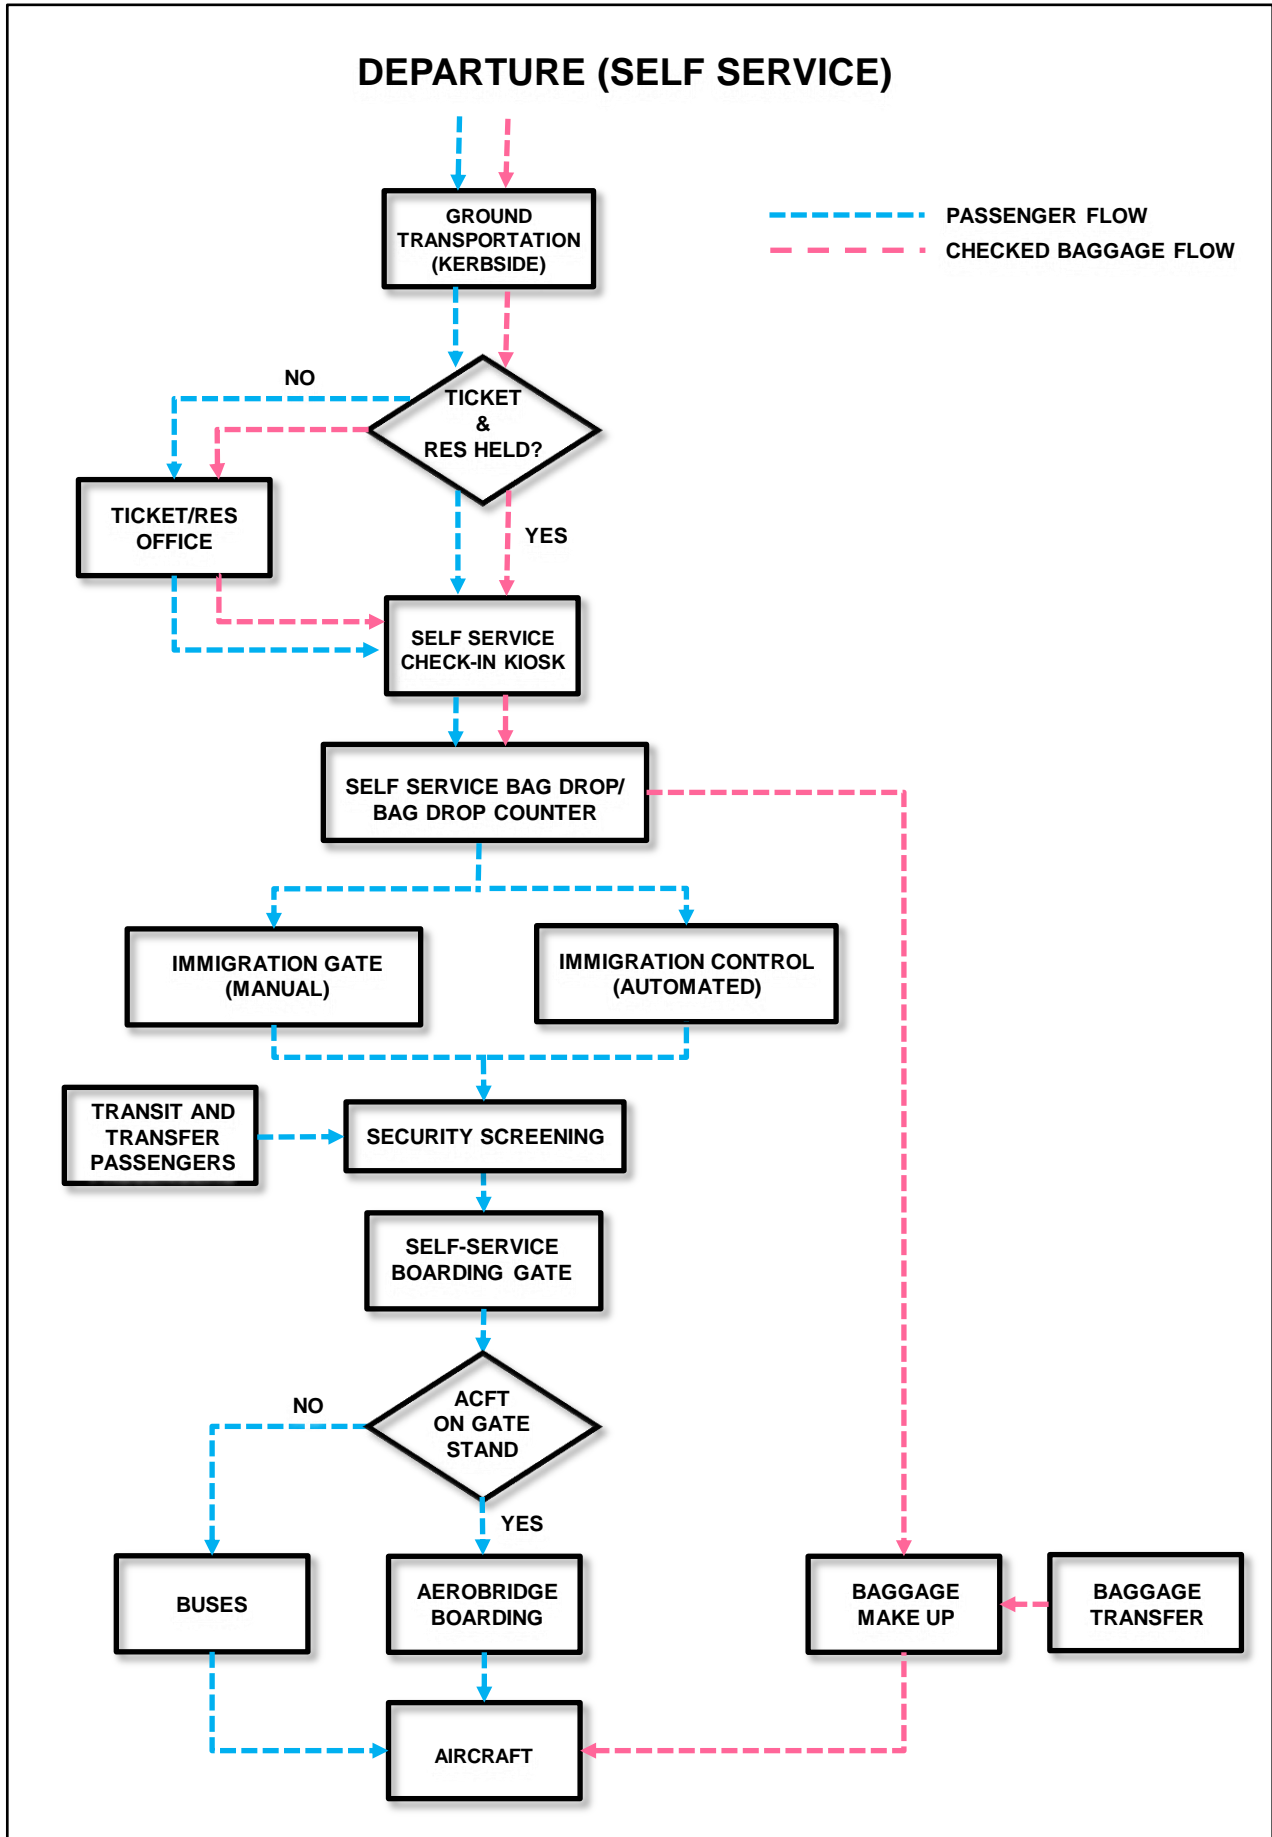 DEPARTURE (SELF SERVICE)
GROUND
TRANSPORTATION
(KERBSIDE)
PASSENGER FLOW
CHECKED BAGGAGE FLOW
NO
TICKET
&
RES HELD?
TICKET/RES
OFFICE
YES
SELF SERVICE
CHECK-IN KIOSK
SELF SERVICE BAG DROP/
BAG DROP COUNTER
IMMIGRATION GATE
(MANUAL)
IMMIGRATION CONTROL
(AUTOMATED)
TRANSIT AND
TRANSFER
PASSENGERS
SECURITY SCREENING
SELF-SERVICE
BOARDING GATE
NO
ACFT
ON GATE
STAND
YES
BUSES
AEROBRIDGE
BOARDING
BAGGAGE
MAKE UP
BAGGAGE
TRANSFER
AIRCRAFT